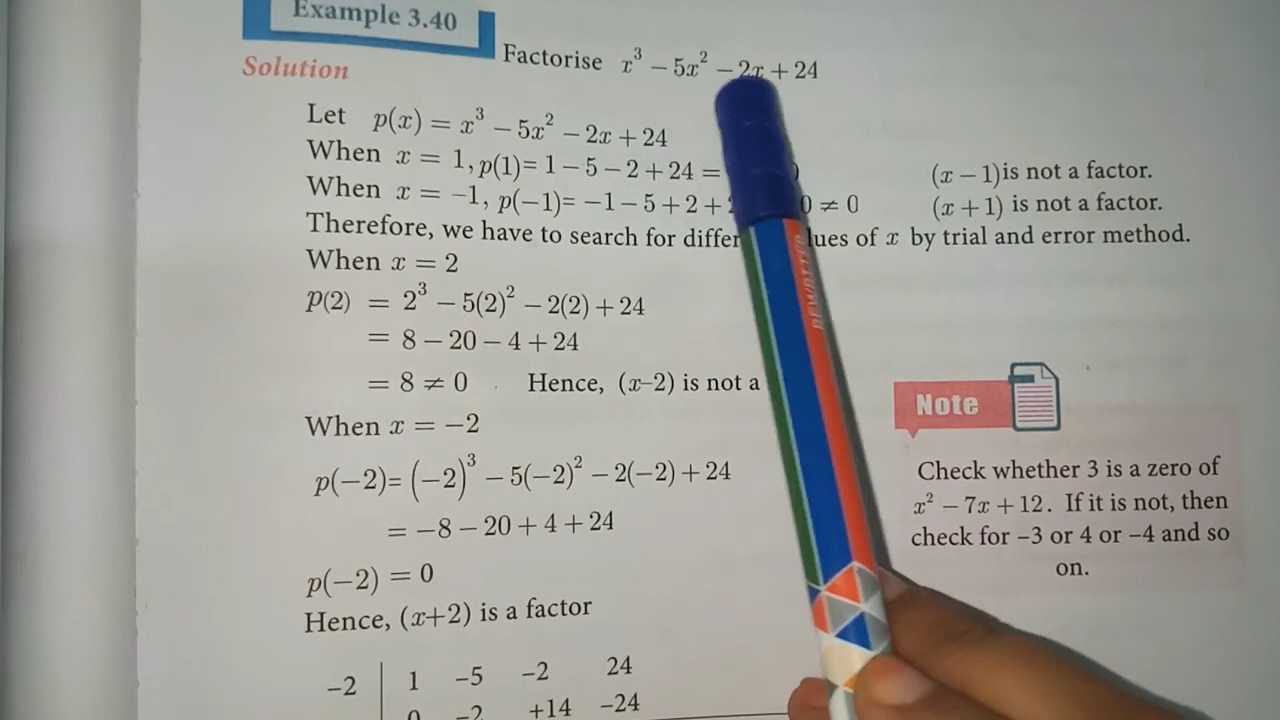 Example 3.40
Factorise x³ − 5x² − 2x + 24
Solution
Let p(x) = x³ − 5x² − 2x + 24
When x = 1, p(1)= 1 − 5 − 2 + 24 = (x − 1)is not a factor.
When x = −1, p(−1)= −1 − 5 + 2 + 0 ≠ 0 (x + 1) is not a factor.
Therefore, we have to search for of x by trial and error method.
When x = 2
p(2) = 2³ − 5(2)² − 2(2) + 24
= 8 − 20 − 4 + 24
= 8 ≠ 0 Hence, (x–2) is not a
When x = −2
p(−2)= (−2)³ − 5(−2)² − 2(−2) + 24
= −8 − 20 + 4 + 24
p(−2) = 0
Hence, (x+2) is a factor
−2 1 −5 −2 24
0 −2 +14 −24
Note
Check whether 3 is a zero of
x² − 7x + 12. If it is not, then
check for –3 or 4 or –4 and so
on.